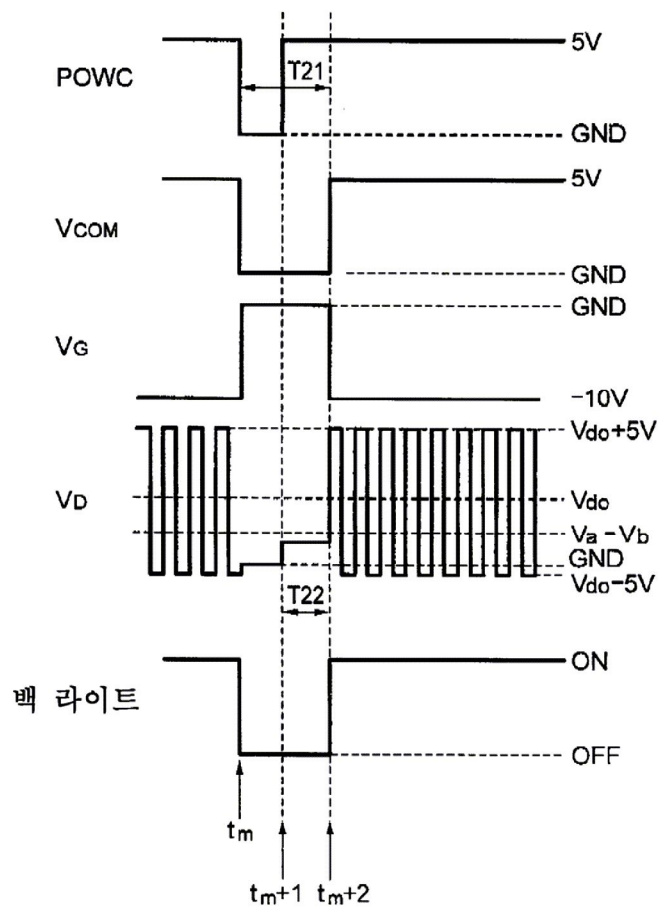 POWC
T21
5V
GND
VCOM
5V
GND
VG
GND
-10V
VD
Vdo+5V
Vdo
Va-Vb
GND
Vdo-5V
T22
백 라이트
ON
OFF
tm
tm+1
tm+2